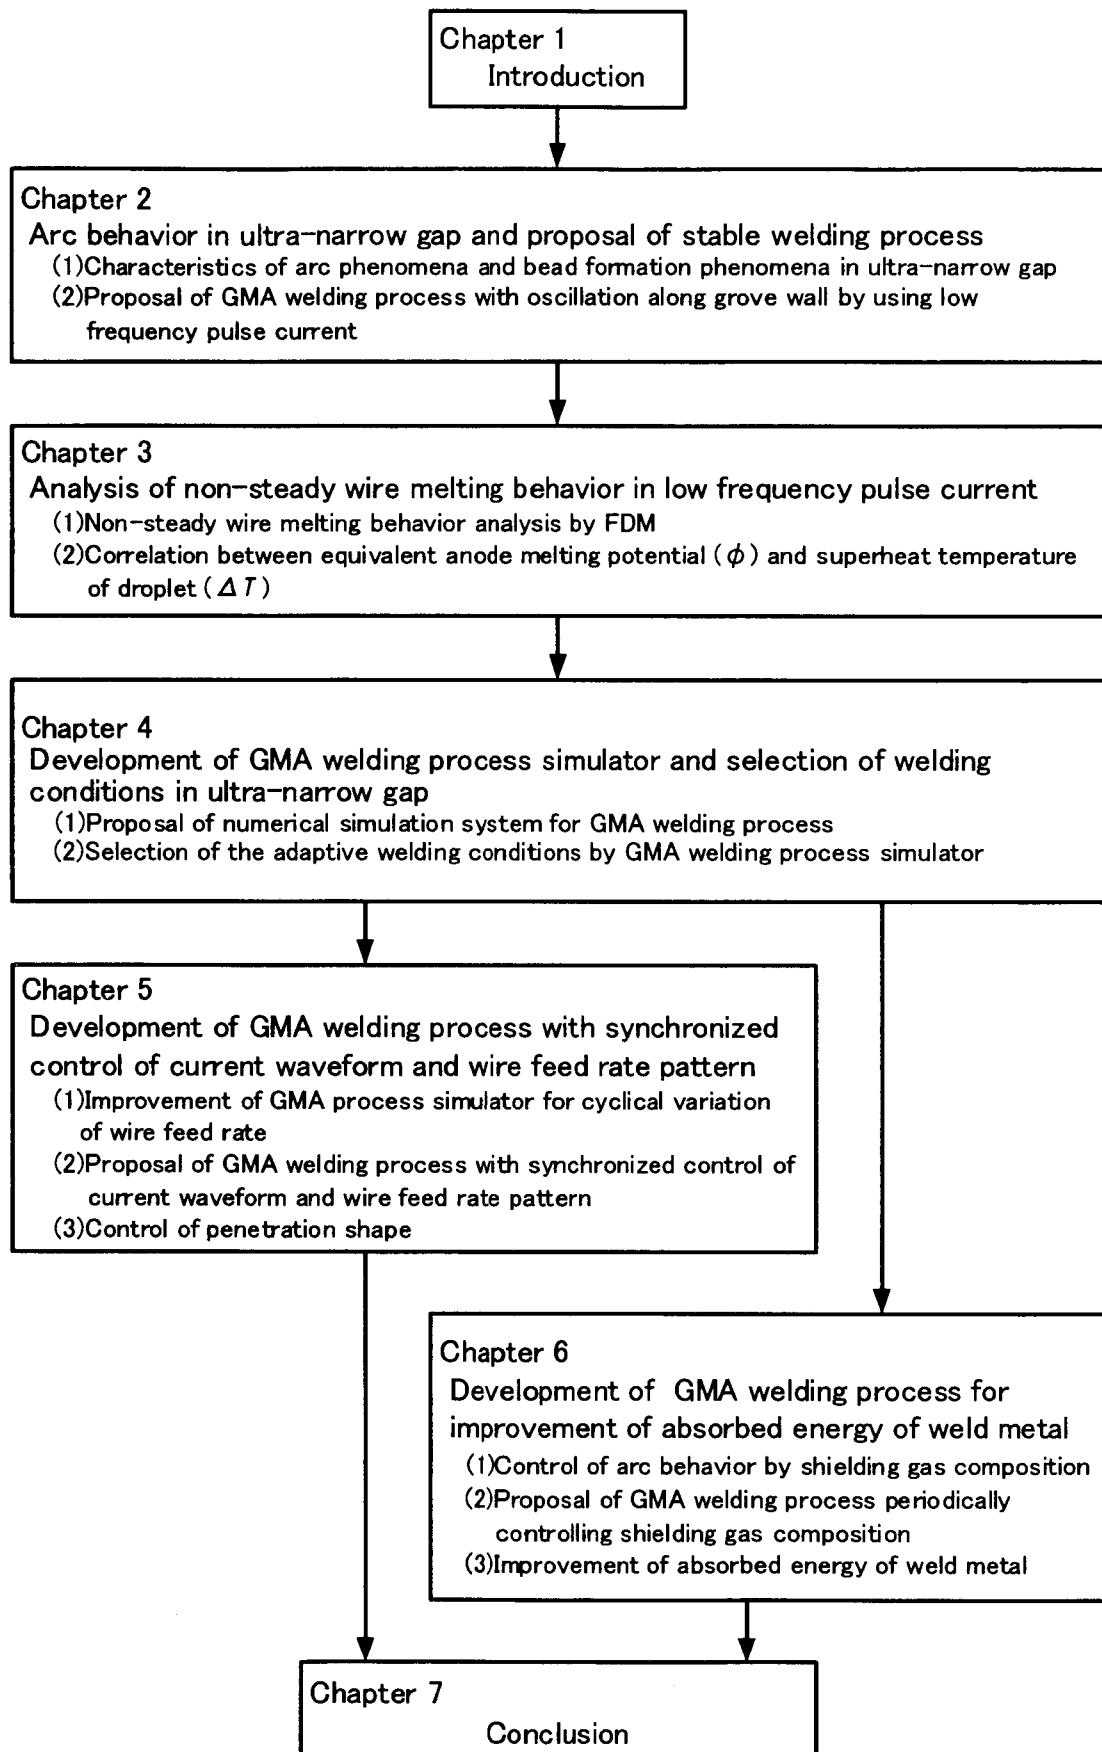 Chapter 1
Introduction
Chapter 2
Arc behavior in ultra-narrow gap and proposal of stable welding process
(1)Characteristics of arc phenomena and bead formation phenomena in ultra-narrow gap
(2)Proposal of GMA welding process with oscillation along grove wall by using low
frequency pulse current
Chapter 3
Analysis of non-steady wire melting behavior in low frequency pulse current
(1)Non-steady wire melting behavior analysis by FDM
(2)Correlation between equivalent anode melting potential (ϕ) and superheat temperature
of droplet (ΔT)
Chapter 4
Development of GMA welding process simulator and selection of welding
conditions in ultra-narrow gap
(1)Proposal of numerical simulation system for GMA welding process
(2)Selection of the adaptive welding conditions by GMA welding process simulator
Chapter 5
Development of GMA welding process with synchronized
control of current waveform and wire feed rate pattern
(1)Improvement of GMA process simulator for cyclical variation
of wire feed rate
(2)Proposal of GMA welding process with synchronized control of
current waveform and wire feed rate pattern
(3)Control of penetration shape
Chapter 6
Development of GMA welding process for
improvement of absorbed energy of weld metal
(1)Control of arc behavior by shielding gas composition
(2)Proposal of GMA welding process periodically
controlling shielding gas composition
(3)Improvement of absorbed energy of weld metal
Chapter 7
Conclusion